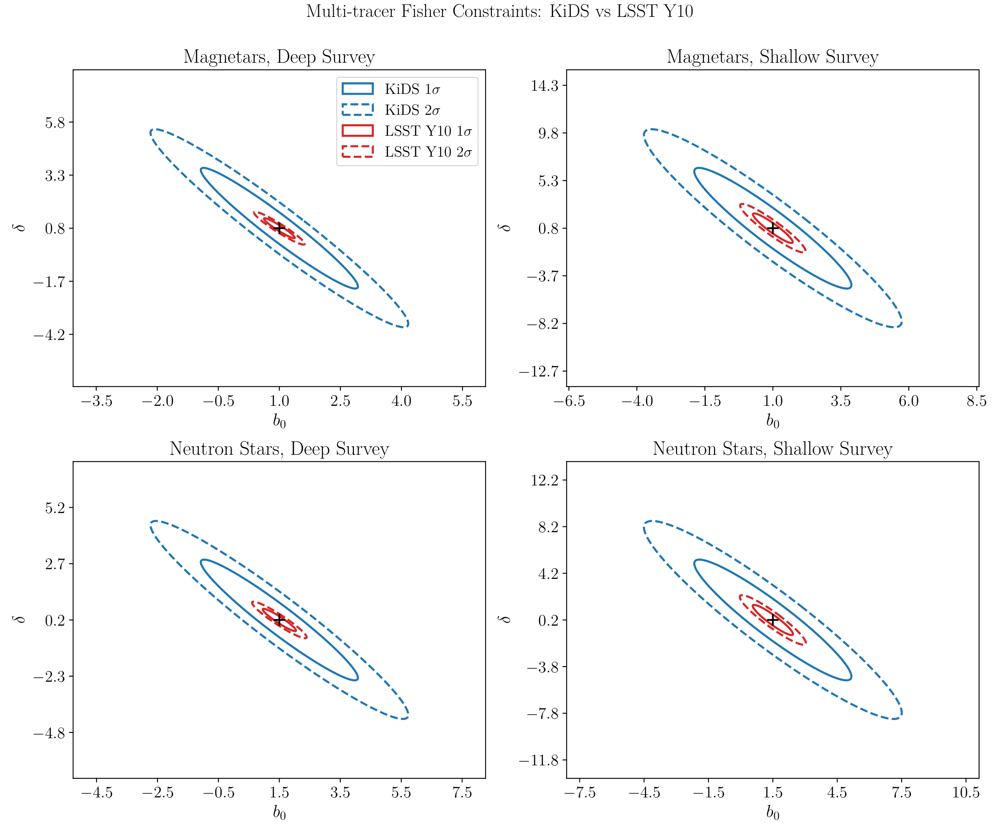 Multi-tracer Fisher Constraints: KiDS vs LSST Y10
Magnetars, Deep Survey
KiDS 1σ
KiDS 2σ
LSST Y10 1σ
LSST Y10 2σ
5.8
3.3
0.8
−1.7
−4.2
δ
−3.5 −2.0 −0.5 1.0 2.5 4.0 5.5
b₀
Magnetars, Shallow Survey
14.3
9.8
5.3
0.8
−3.7
−8.2
−12.7
δ
−6.5 −4.0 −1.5 1.0 3.5 6.0 8.5
b₀
Neutron Stars, Deep Survey
5.2
2.7
0.2
−2.3
−4.8
δ
−4.5 −2.5 −0.5 1.5 3.5 5.5 7.5
b₀
Neutron Stars, Shallow Survey
12.2
8.2
4.2
0.2
−3.8
−7.8
−11.8
δ
−7.5 −4.5 −1.5 1.5 4.5 7.5 10.5
b₀